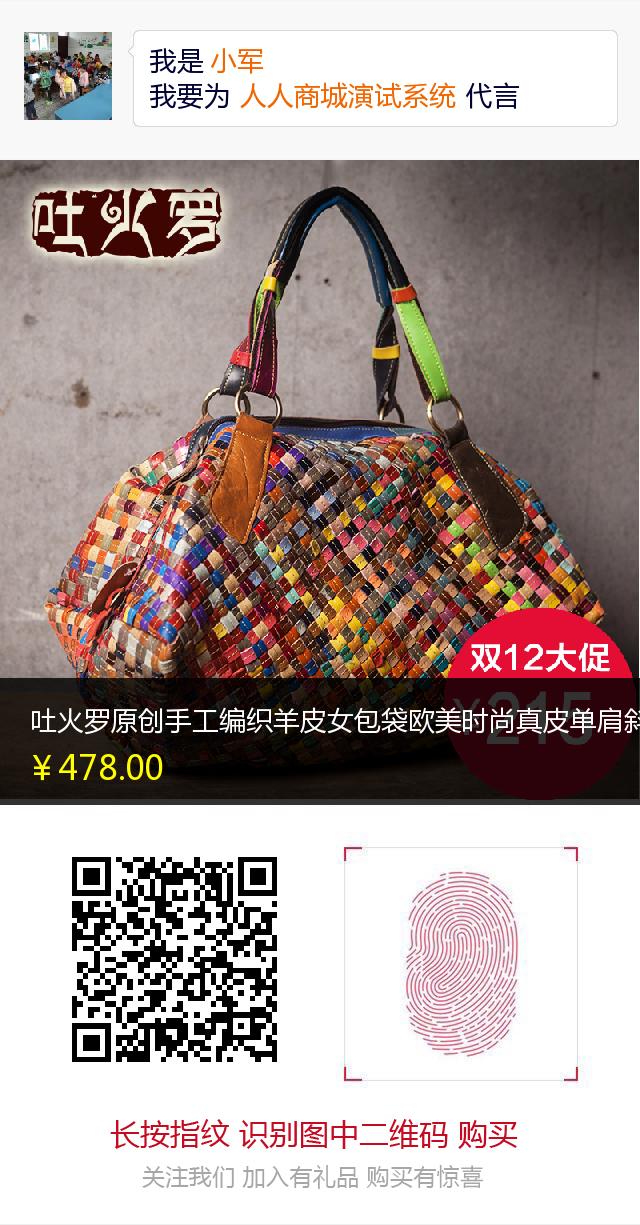 我是 小军
我要为 人人商城演试系统 代言
吐火罗
双12大促
¥215
吐火罗原创手工编织羊皮女包袋欧美时尚真皮单肩斜
¥478.00
长按指纹 识别图中二维码 购买
关注我们 加入有礼品 购买有惊喜